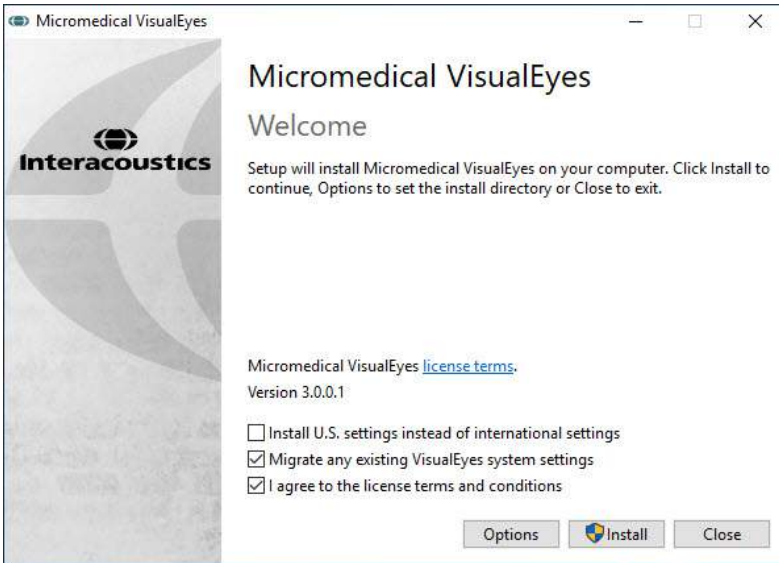 Micromedical VisualEyes
Interacoustics
Micromedical VisualEyes
Welcome
Setup will install Micromedical VisualEyes on your computer. Click Install to
continue, Options to set the install directory or Close to exit.
Micromedical VisualEyes license terms.
Version 3.0.0.1
Install U.S. settings instead of international settings
Migrate any existing VisualEyes system settings
I agree to the license terms and conditions
Options
Install
Close